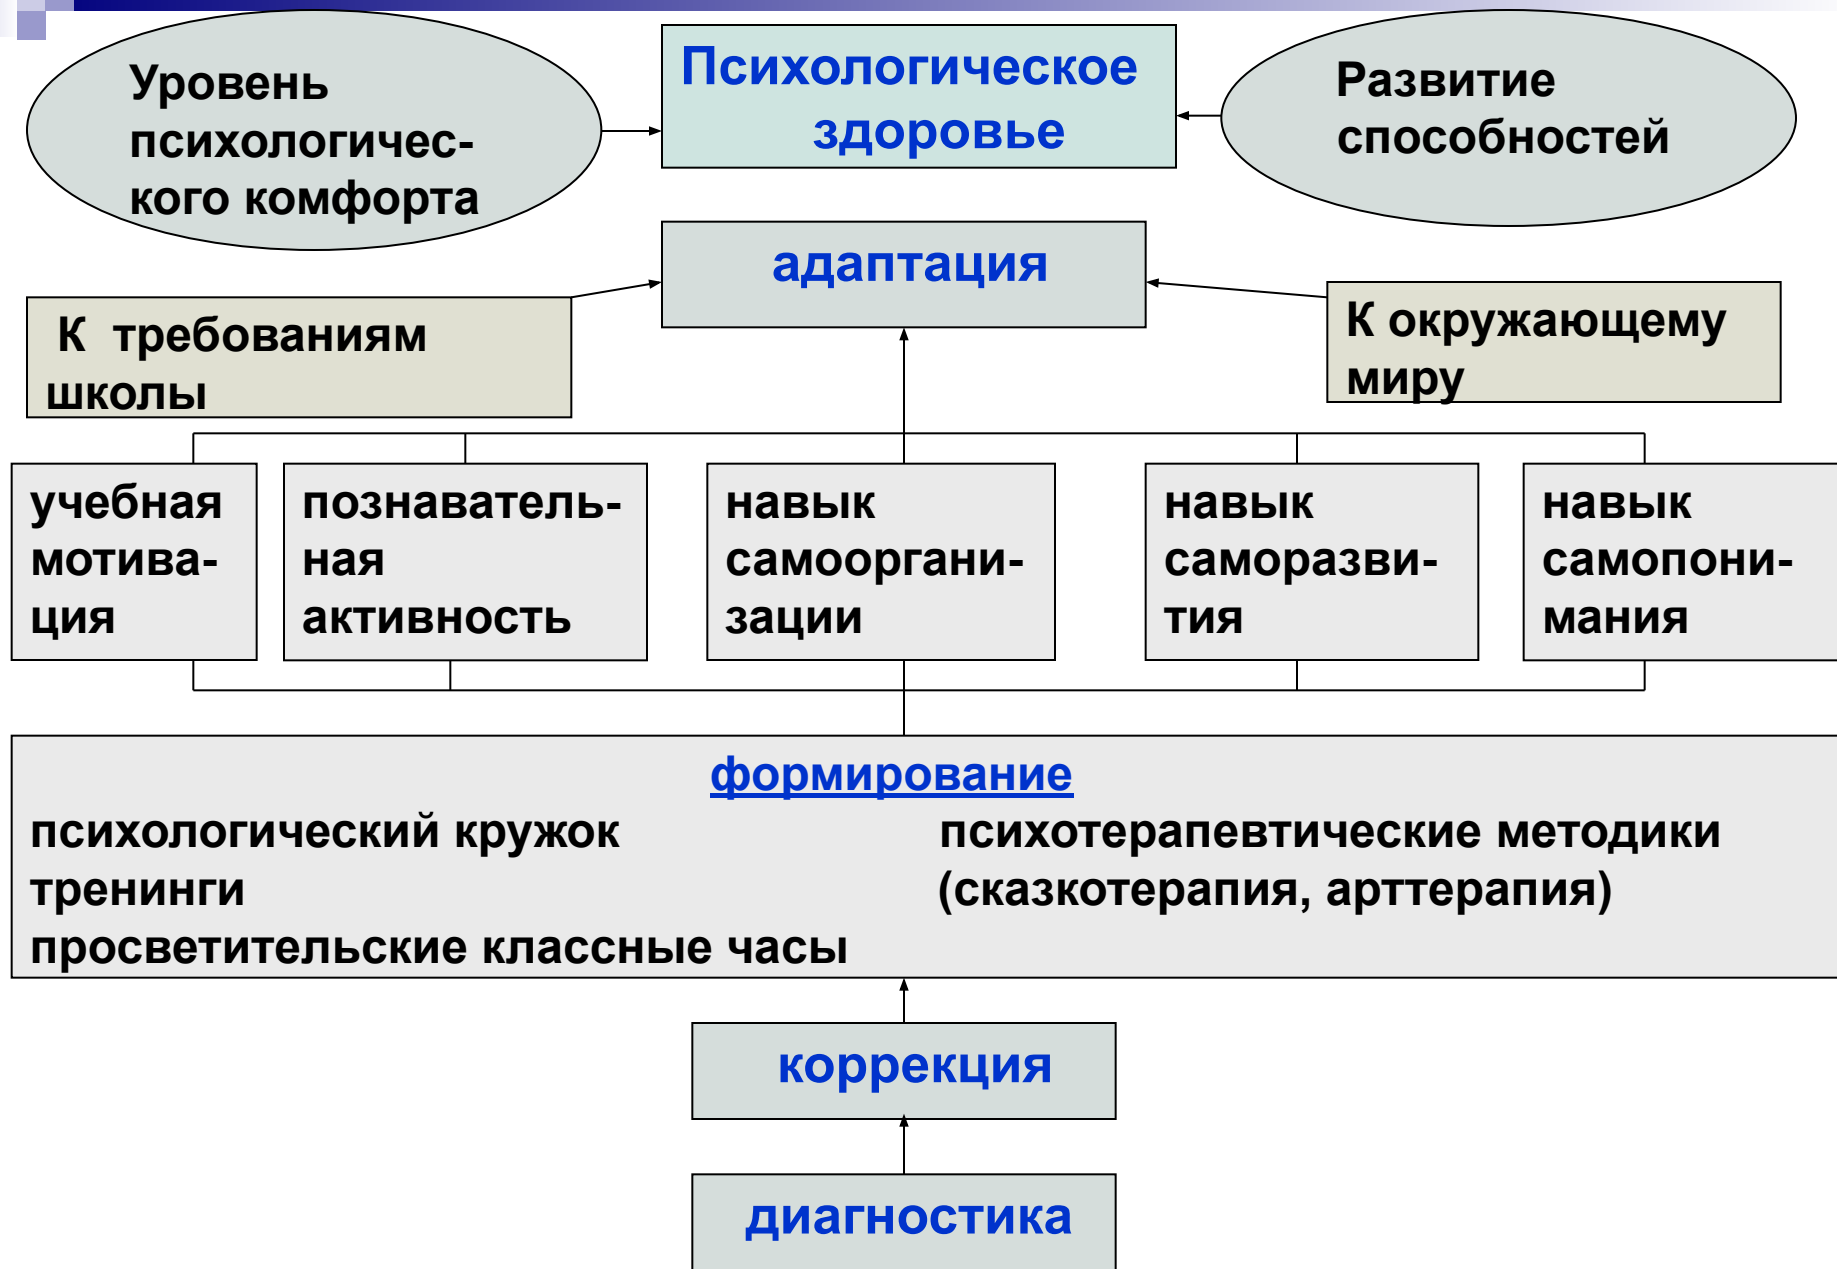 Уровень
психологичес-
кого комфорта
Психологическое
здоровье
Развитие
способностей
адаптация
К требованиям
школы
К окружающему
миру
учебная
мотива-
ция
познаватель-
ная
активность
навык
самооргани-
зации
навык
саморазви-
тия
навык
самопони-
мания
формирование
психологический кружок психотерапевтические методики
тренинги (сказкотерапия, арттерапия)
просветительские классные часы
коррекция
диагностика